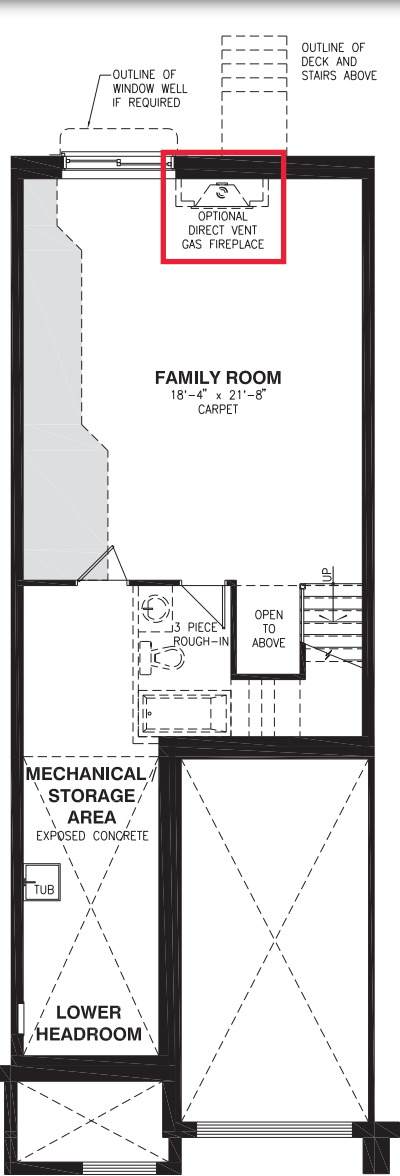 OUTLINE OF
DECK AND
STAIRS ABOVE
OUTLINE OF
WINDOW WELL
IF REQUIRED
OPTIONAL
DIRECT VENT
GAS FIREPLACE
FAMILY ROOM
18'-4" x 21'-8"
CARPET
UP
3 PIECE
ROUGH-IN
OPEN
TO
ABOVE
MECHANICAL
STORAGE
AREA
EXPOSED CONCRETE
TUB
LOWER
HEADROOM